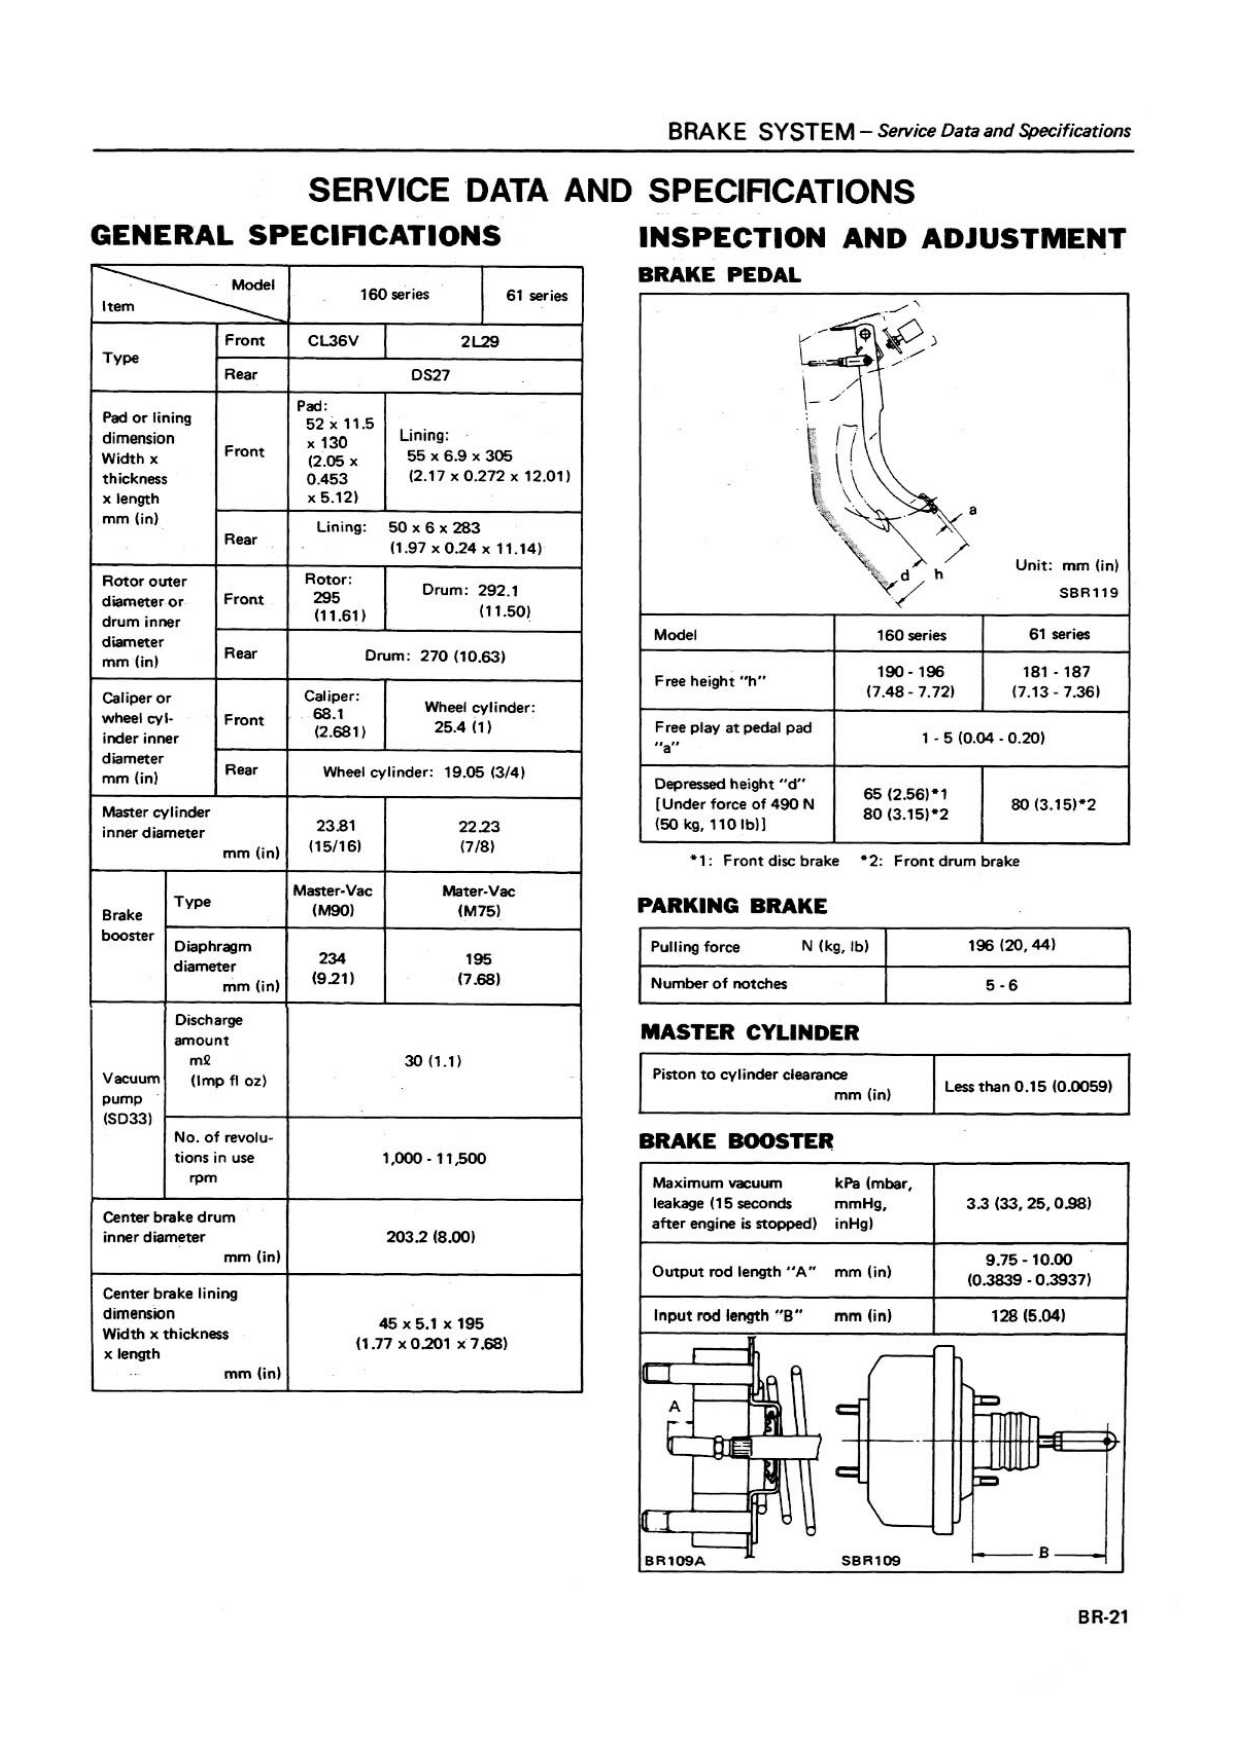 BRAKE SYSTEM – Service Data and Specifications
SERVICE DATA AND SPECIFICATIONS
GENERAL SPECIFICATIONS
Model
Item
160 series
61 series
Type
Front
CL36V
2L29
Rear
DS27
Pad or lining
dimension
Width x
thickness
x length
mm (in)
Front
Pad:
52 x 11.5
x 130
(2.05 x
0.453
x 5.12)
Lining:
55 x 6.9 x 305
(2.17 x 0.272 x 12.01)
Rear
Lining: 50 x 6 x 283
(1.97 x 0.24 x 11.14)
Rotor outer
diameter or
drum inner
diameter
mm (in)
Front
Rotor:
295
(11.61)
Drum: 292.1
(11.50)
Rear
Drum: 270 (10.63)
Caliper or
wheel cyl-
inder inner
diameter
mm (in)
Front
Caliper:
68.1
(2.681)
Wheel cylinder:
25.4 (1)
Rear
Wheel cylinder: 19.05 (3/4)
Master cylinder
inner diameter
mm (in)
23.81
(15/16)
22.23
(7/8)
Brake
booster
Type
Master-Vac
(M90)
Mater-Vac
(M75)
Diaphragm
diameter
mm (in)
234
(9.21)
195
(7.68)
Vacuum
pump
(SD33)
Discharge
amount
mℓ
(Imp fl oz)
30 (1.1)
No. of revolu-
tions in use
rpm
1,000 - 11,500
Center brake drum
inner diameter
mm (in)
203.2 (8.00)
Center brake lining
dimension
Width x thickness
x length
mm (in)
45 x 5.1 x 195
(1.77 x 0.201 x 7.68)
INSPECTION AND ADJUSTMENT
BRAKE PEDAL
a
d
h
Unit: mm (in)
SBR119
Model
160 series
61 series
Free height "h"
190 - 196
(7.48 - 7.72)
181 - 187
(7.13 - 7.36)
Free play at pedal pad
"a"
1 - 5 (0.04 - 0.20)
Depressed height "d"
[Under force of 490 N
(50 kg, 110 lb)]
65 (2.56)*1
80 (3.15)*2
80 (3.15)*2
*1: Front disc brake *2: Front drum brake
PARKING BRAKE
Pulling force N (kg, lb)
196 (20, 44)
Number of notches
5 - 6
MASTER CYLINDER
Piston to cylinder clearance
mm (in)
Less than 0.15 (0.0059)
BRAKE BOOSTER
Maximum vacuum kPa (mbar,
leakage (15 seconds mmHg,
after engine is stopped) inHg)
3.3 (33, 25, 0.98)
Output rod length "A" mm (in)
9.75 - 10.00
(0.3839 - 0.3937)
Input rod length "B" mm (in)
128 (5.04)
A
B
BR109A
SBR109
BR-21